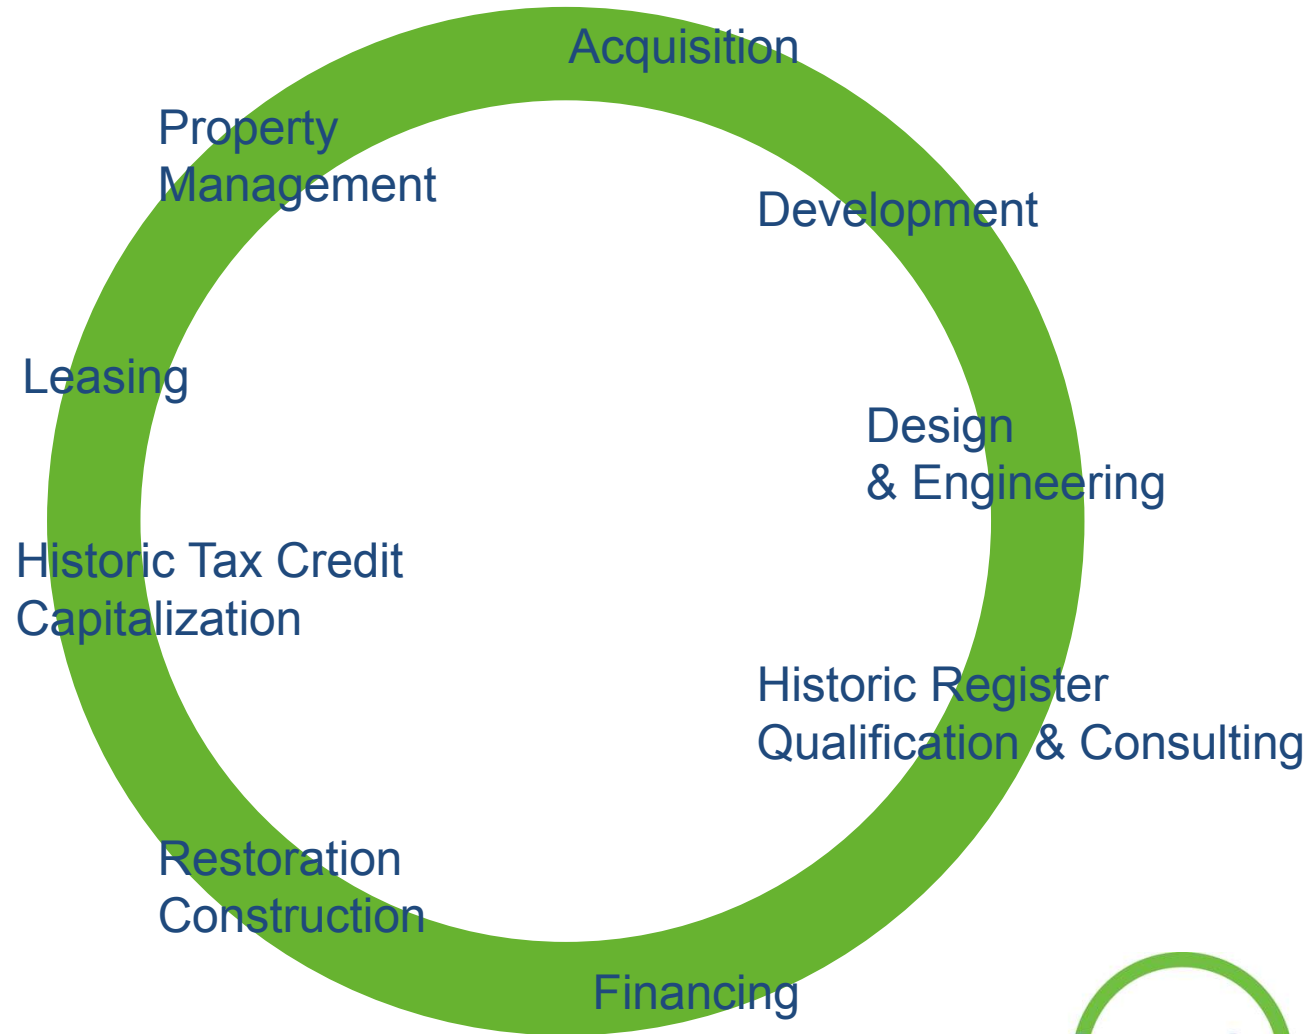 Acquisition
Development
Design
& Engineering
Historic Register
Qualification & Consulting
Financing
Restoration
Construction
Historic Tax Credit
Capitalization
Leasing
Property
Management